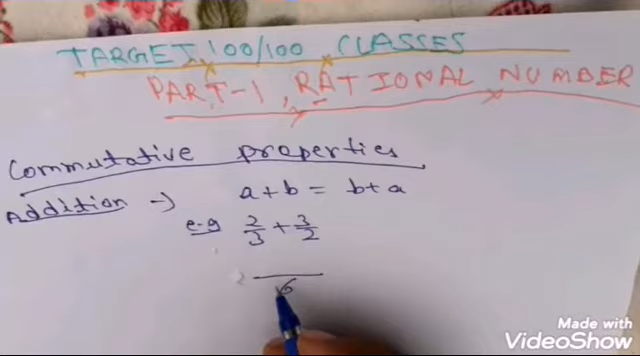 TARGET 100/100 CLASSES
PART-1, RATIONAL NUMBER
Commutative properties
Addition → a+b = b+a
e.g 2/3 + 3/2
6
Made with
VideoShow